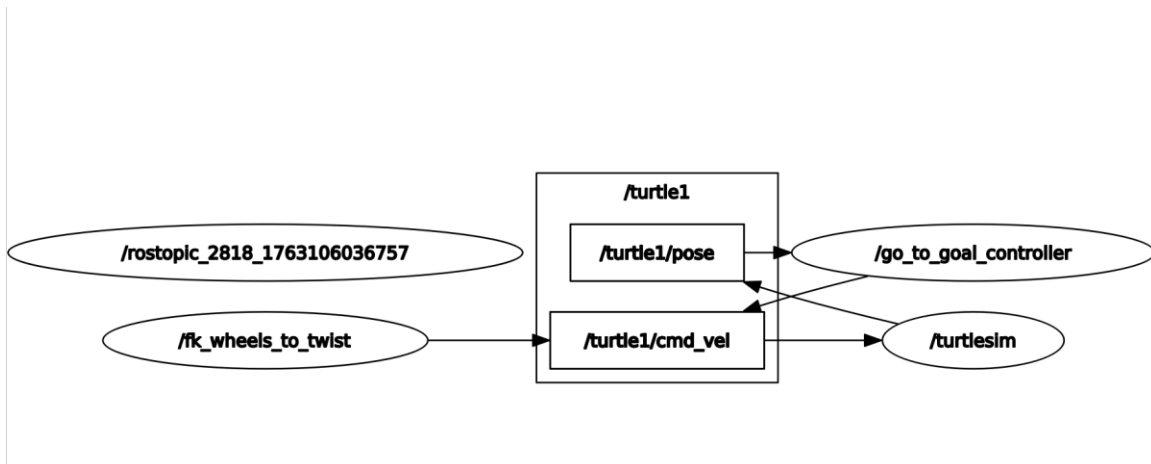 /turtle1
/rostopic_2818_1763106036757
/turtle1/pose
/go_to_goal_controller
/fk_wheels_to_twist
/turtle1/cmd_vel
/turtlesim